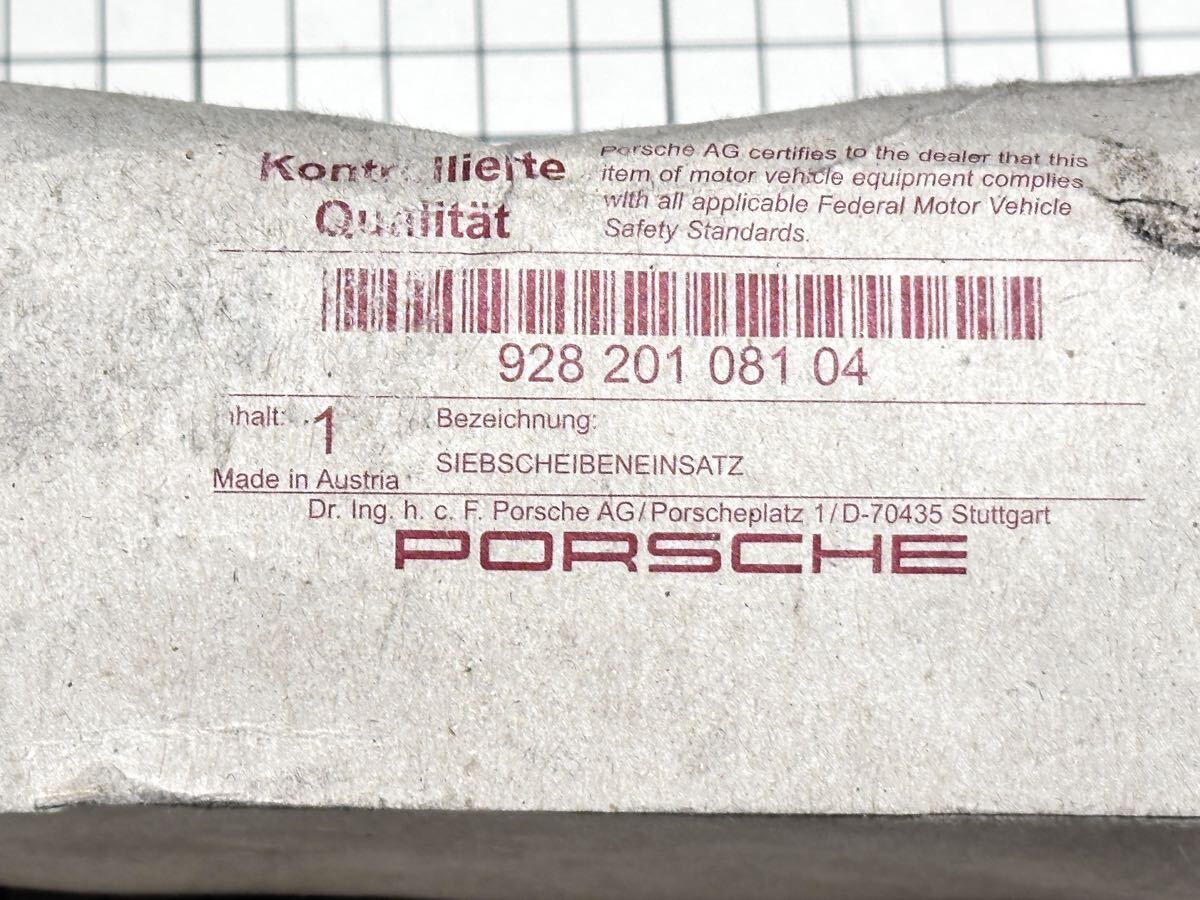 Kontrollierte
Qualität
Porsche AG certifies to the dealer that this
item of motor vehicle equipment complies
with all applicable Federal Motor Vehicle
Safety Standards.
928 201 081 04
Inhalt: 1
Bezeichnung:
SIEBSCHEIBENEINSATZ
Made in Austria
Dr. Ing. h. c. F. Porsche AG/Porscheplatz 1/D-70435 Stuttgart
PORSCHE